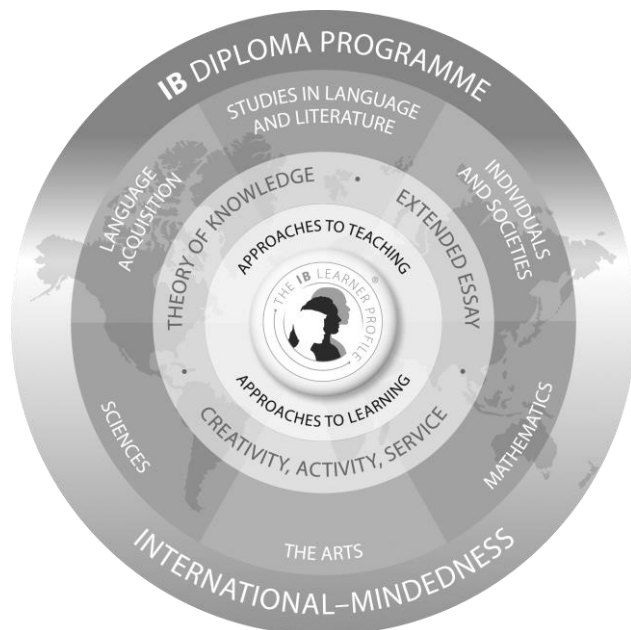 IB DIPLOMA PROGRAMME
STUDIES IN LANGUAGE
AND LITERATURE
LANGUAGE
ACQUISITION
INDIVIDUALS
AND SOCIETIES
THEORY OF KNOWLEDGE
EXTENDED ESSAY
APPROACHES TO TEACHING
THE IB LEARNER PROFILE ®
APPROACHES TO LEARNING
CREATIVITY, ACTIVITY, SERVICE
SCIENCES
MATHEMATICS
THE ARTS
INTERNATIONAL–MINDEDNESS